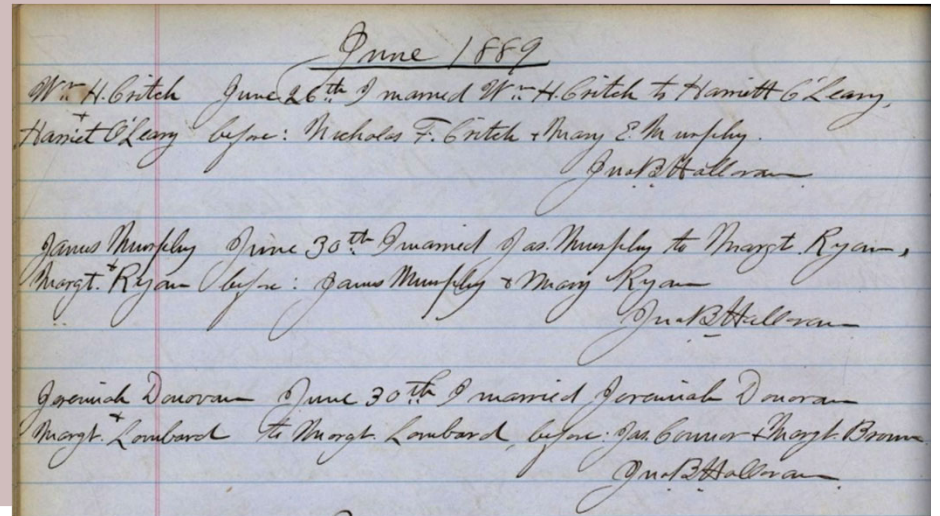 June 1889
Wm H. Critch June 26th I married Wm H. Critch to Harriett O'Leary,
+
Harriet O'Leary before: Nicholas F. Critch + Mary E. Murphy.
Jno B Halloran
James Murphy June 30th I married Jas. Murphy to Margt. Ryan,
+
Margt. Ryan before: James Murphy & Mary Ryan
Jno B Halloran
Jeremiah Donovan June 30th I married Jeremiah Donovan
+
Margt. Lombard to Margt. Lombard, before: Jas. Connor + Margt. Brown
Jno B Halloran